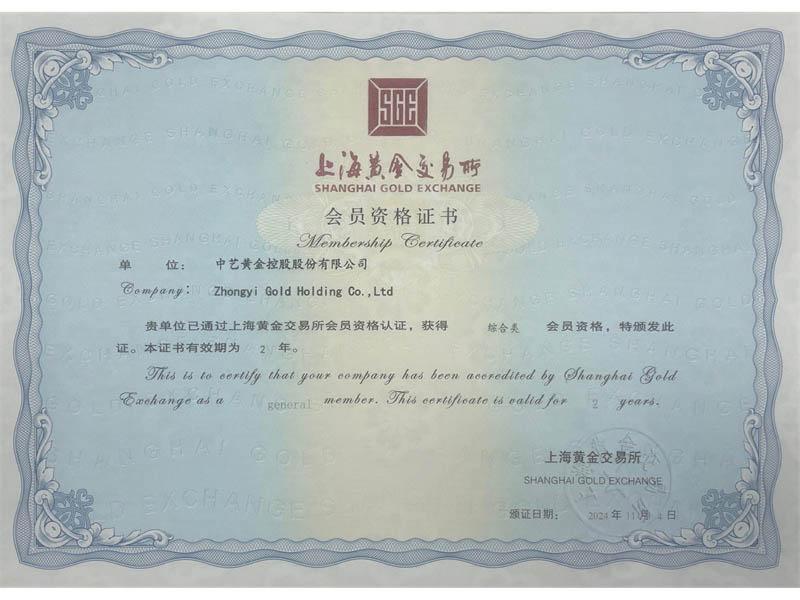 SGE
上海黄金交易所
SHANGHAI GOLD EXCHANGE
会员资格证书
Membership Certificate
单 位： 中艺黄金控股股份有限公司
Company： Zhongyi Gold Holding Co.,Ltd
贵单位已通过上海黄金交易所会员资格认证，获得 综合类 会员资格，特颁发此
证。本证书有效期为 2 年。
This is to certify that your company has been accredited by Shanghai Gold
Exchange as a general member. This certificate is valid for 2 years.
上海黄金交易所
SHANGHAI GOLD EXCHANGE
颁证日期： 2024 年 11 月 4 日